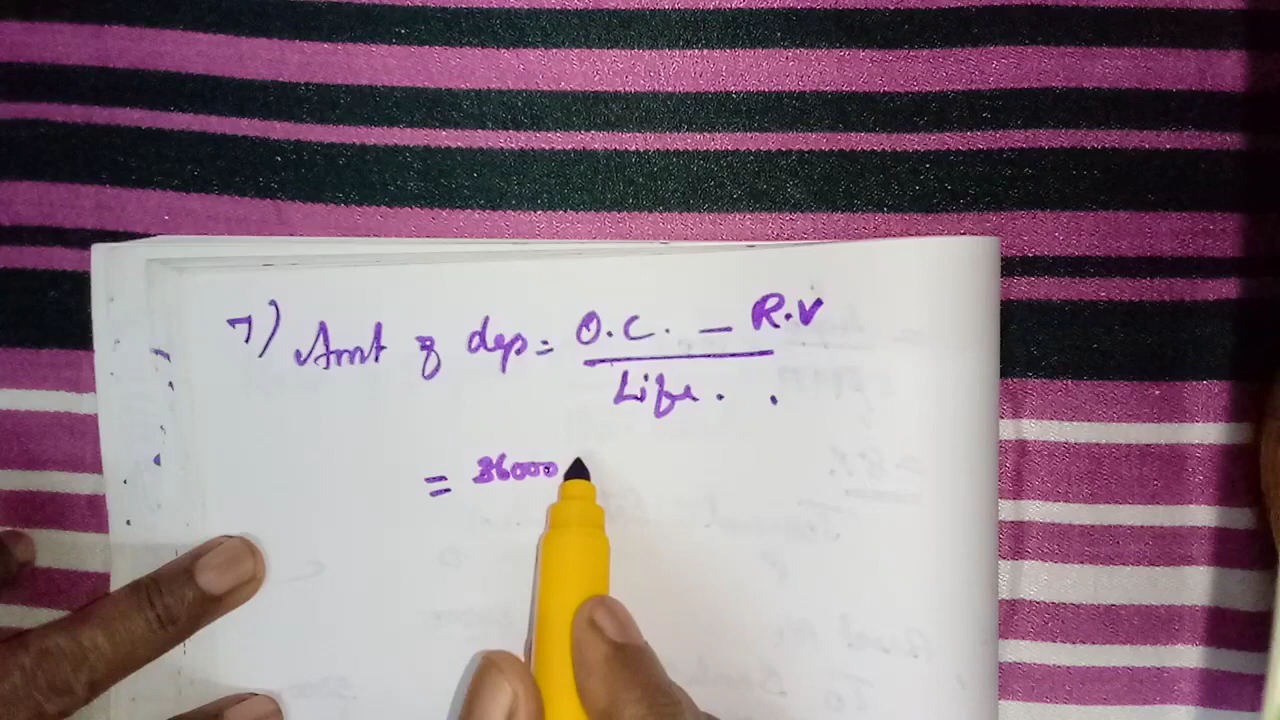 7) Amt of dep = O.C. - R.V
Life.
= 36000